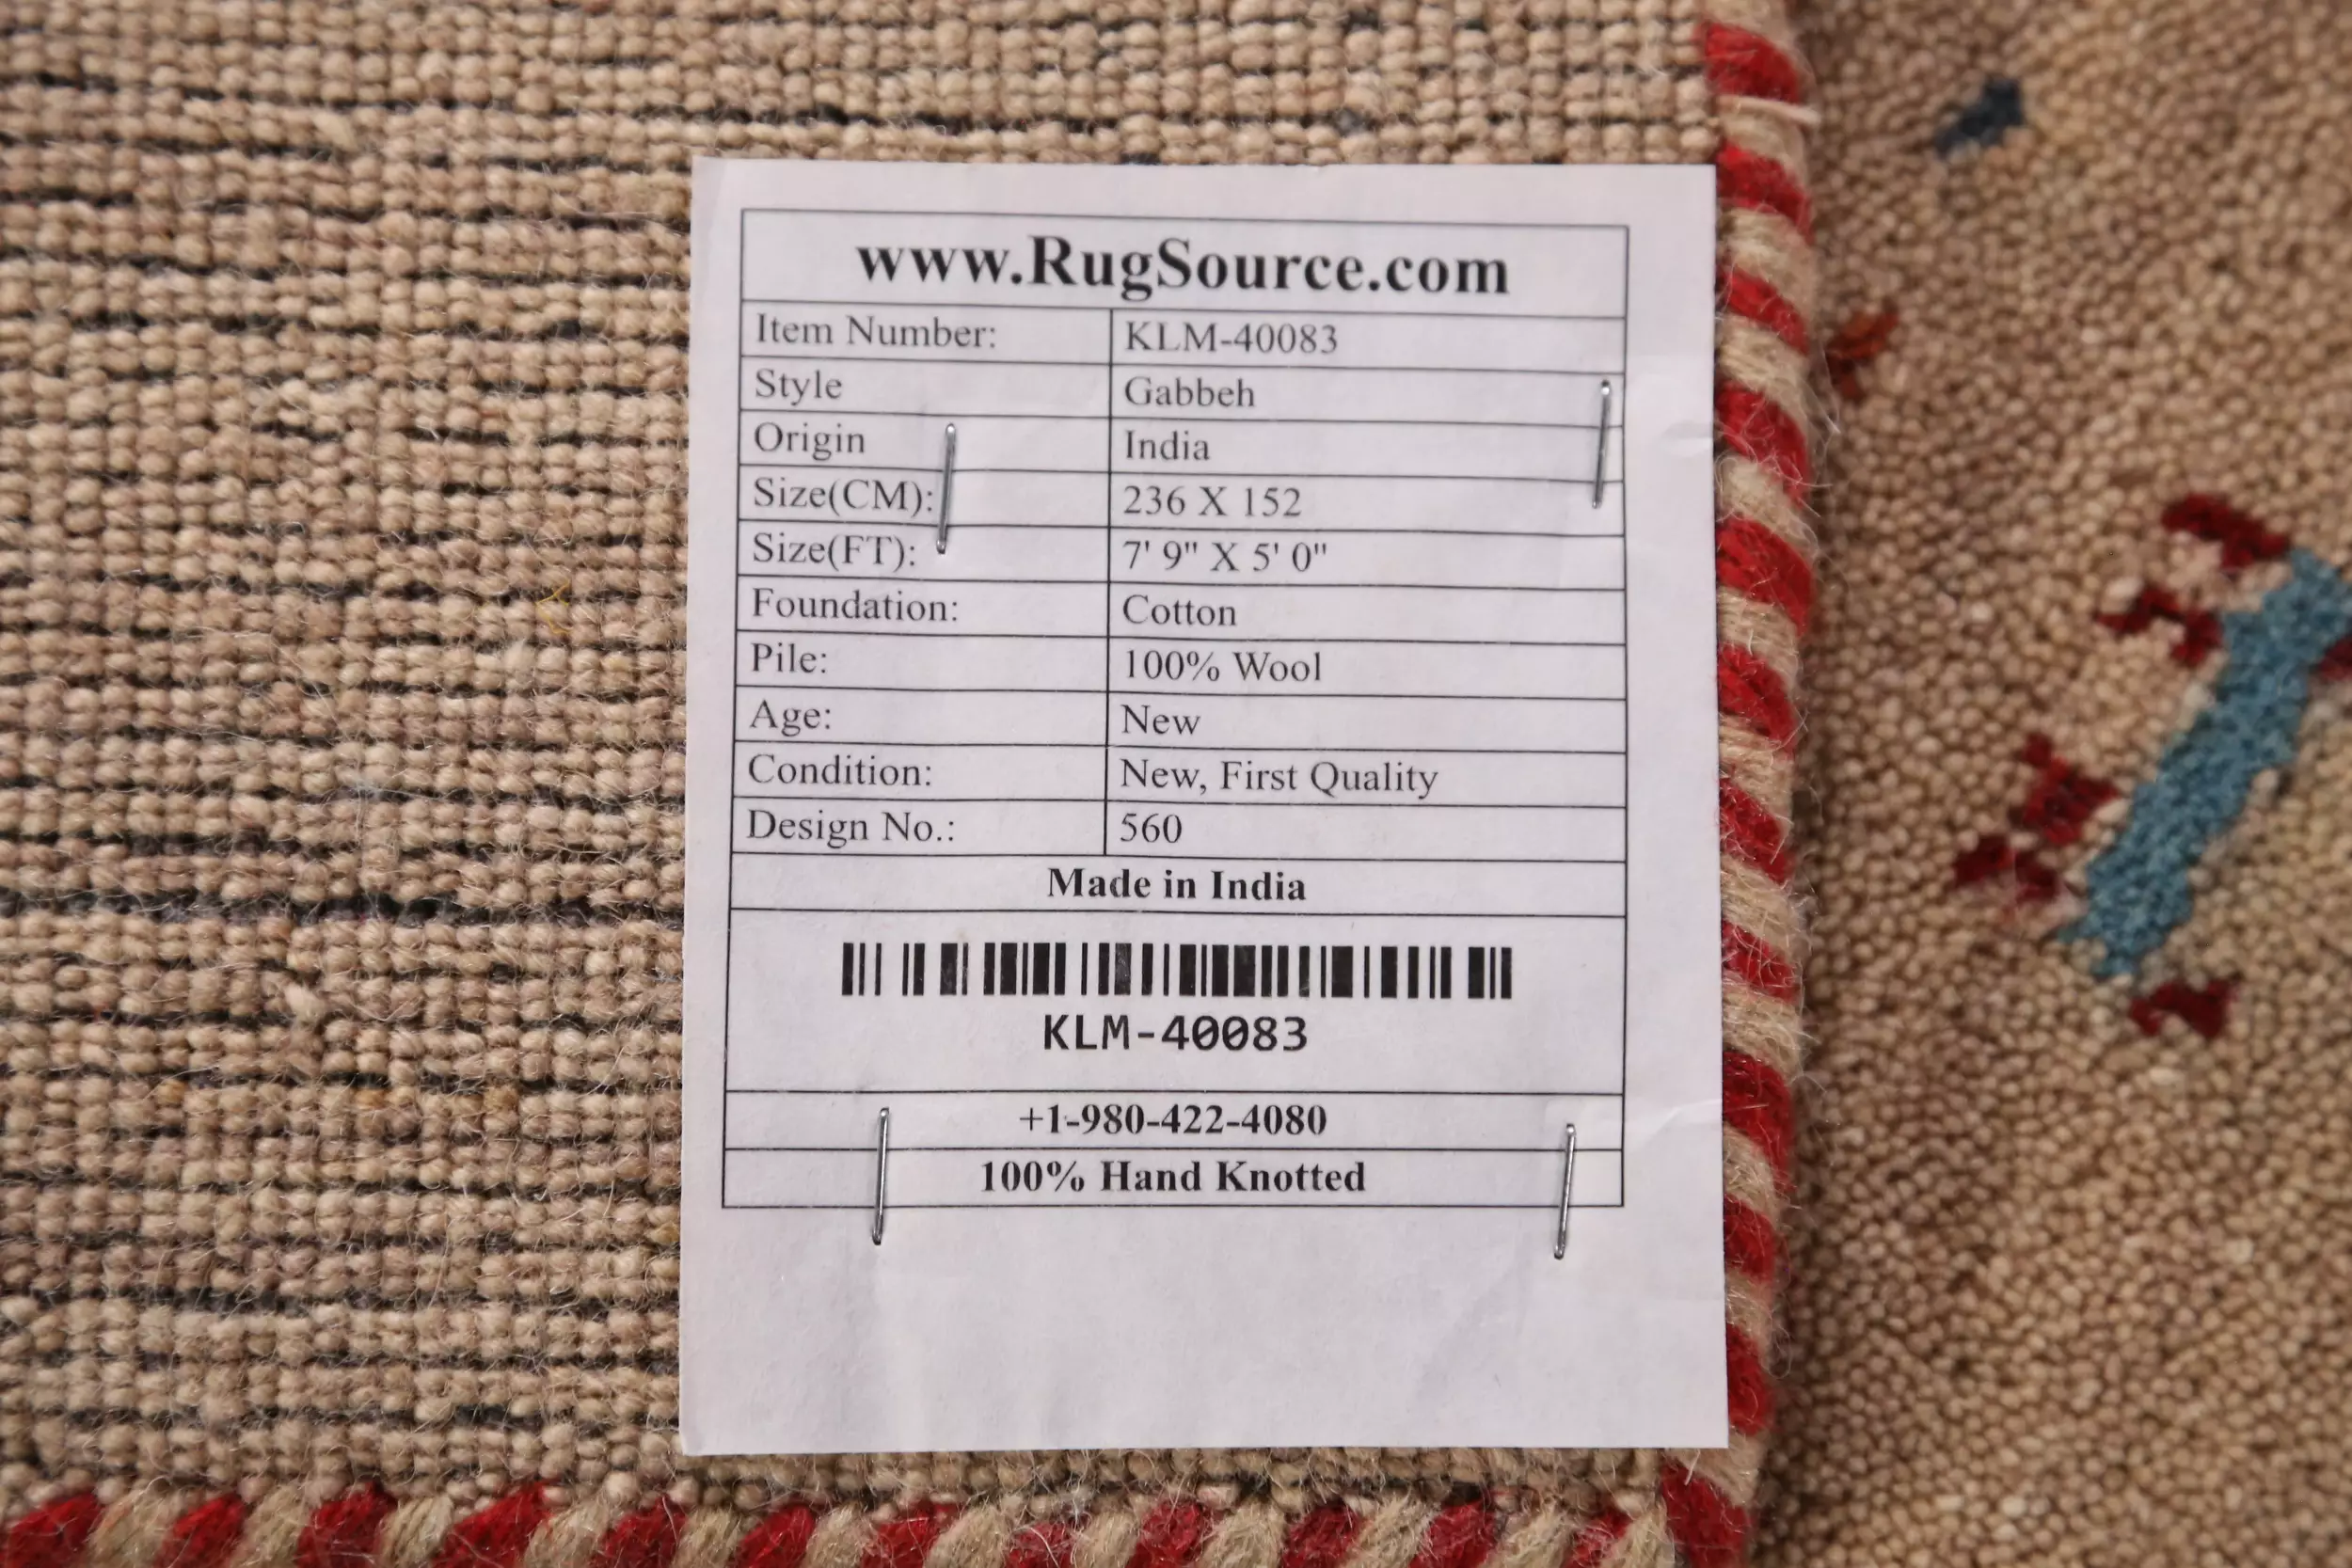 www.RugSource.com
Item Number: KLM-40083
Style Gabbeh
Origin India
Size(CM): 236 X 152
Size(FT): 7' 9" X 5' 0"
Foundation: Cotton
Pile: 100% Wool
Age: New
Condition: New, First Quality
Design No.: 560
Made in India
KLM-40083
+1-980-422-4080
100% Hand Knotted